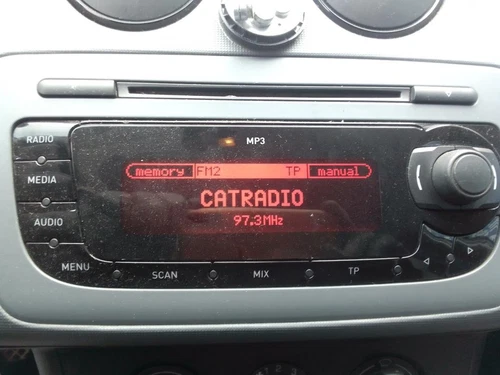 RADIO
MP3
memory FM2 TP manual
MEDIA
CATRADIO
AUDIO
97.3MHz
MENU SCAN MIX TP